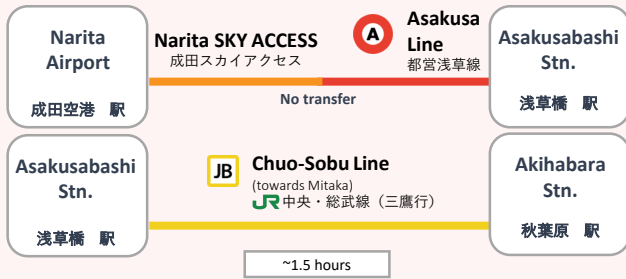 Narita
Airport
成田空港 駅
Narita SKY ACCESS
成田スカイアクセス
A
Asakusa
Line
都営浅草線
No transfer
Asakusabashi
Stn.
浅草橋 駅
Asakusabashi
Stn.
浅草橋 駅
JB
Chuo-Sobu Line
(towards Mitaka)
JR 中央・総武線（三鷹行）
Akihabara
Stn.
秋葉原 駅
~1.5 hours